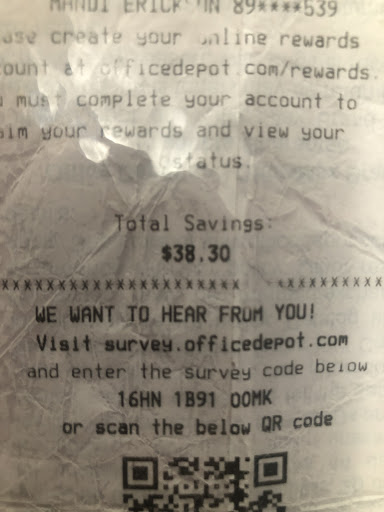 MANDI 89****539
create your online rewards
at officedepot.com/rewards.
must complete your account to
your rewards and view your
status.
Total Savings:
$38.30
XXXXXXXXXXXXXXXXX XXXXXXXXX
WE WANT TO HEAR FROM YOU!
Visit survey.officedepot.com
and enter the survey code below
16HN 1B91 00MK
or scan the below QR code